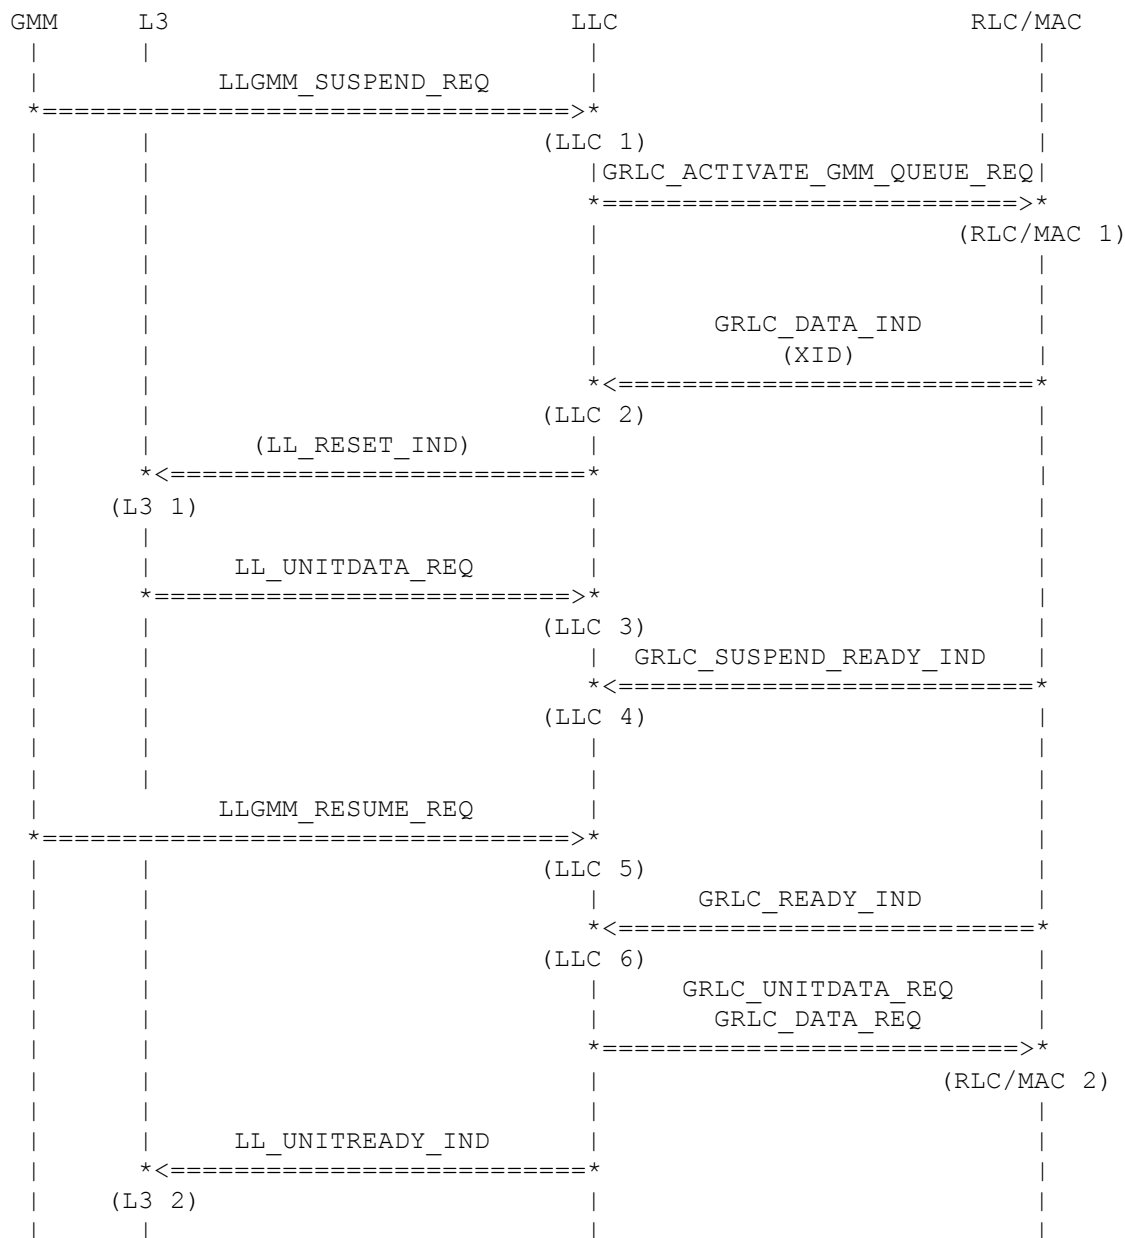 GMM L3 LLC RLC/MAC
LLGMM_SUSPEND_REQ
(LLC 1)
GRLC_ACTIVATE_GMM_QUEUE_REQ
(RLC/MAC 1)
GRLC_DATA_IND
(XID)
(LLC 2)
(LL_RESET_IND)
(L3 1)
LL_UNITDATA_REQ
(LLC 3)
GRLC_SUSPEND_READY_IND
(LLC 4)
LLGMM_RESUME_REQ
(LLC 5)
GRLC_READY_IND
(LLC 6)
GRLC_UNITDATA_REQ
GRLC_DATA_REQ
(RLC/MAC 2)
LL_UNITREADY_IND
(L3 2)